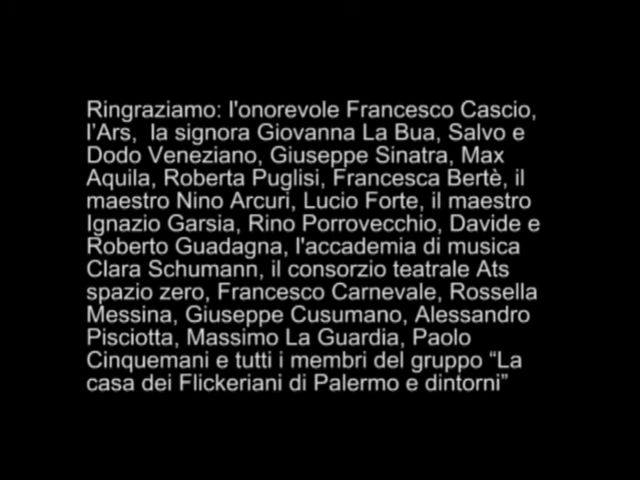 Ringraziamo: l'onorevole Francesco Cascio,
l'Ars,  la signora Giovanna La Bua, Salvo e
Dodo Veneziano, Giuseppe Sinatra, Max
Aquila, Roberta Puglisi, Francesca Bertè, il
maestro Nino Arcuri, Lucio Forte, il maestro
Ignazio Garsia, Rino Porrovecchio, Davide e
Roberto Guadagna, l'accademia di musica
Clara Schumann, il consorzio teatrale Ats
spazio zero, Francesco Carnevale, Rossella
Messina, Giuseppe Cusumano, Alessandro
Pisciotta, Massimo La Guardia, Paolo
Cinquemani e tutti i membri del gruppo “La
casa dei Flickeriani di Palermo e dintorni”